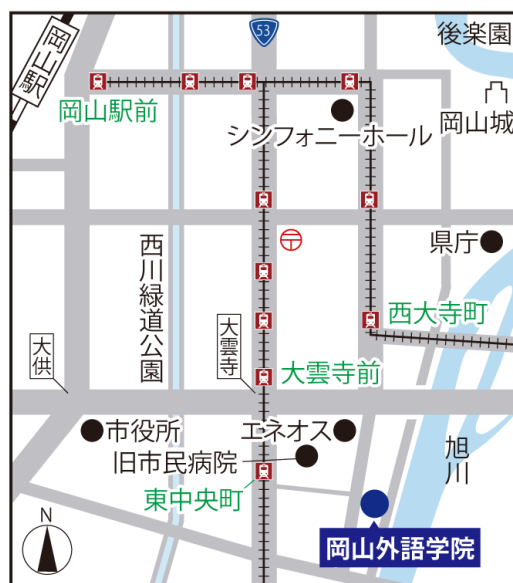 53
後楽園
岡山駅
岡山駅前
岡山城
シンフォニーホール
〒
県庁
西川緑道公園
西大寺町
大供
大雲寺
大雲寺前
市役所
エネオス
旧市民病院
旭川
東中央町
N
岡山外語学院